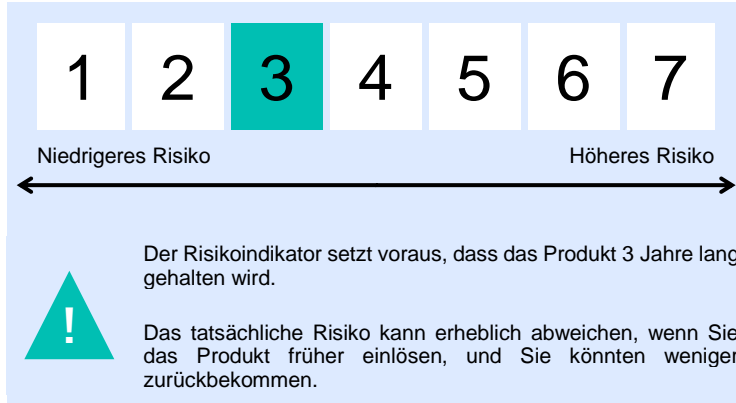 1 2 3 4 5 6 7
Niedrigeres Risiko Höheres Risiko
Der Risikoindikator setzt voraus, dass das Produkt 3 Jahre lang
gehalten wird.
!
Das tatsächliche Risiko kann erheblich abweichen, wenn Sie
das Produkt früher einlösen, und Sie könnten weniger
zurückbekommen.